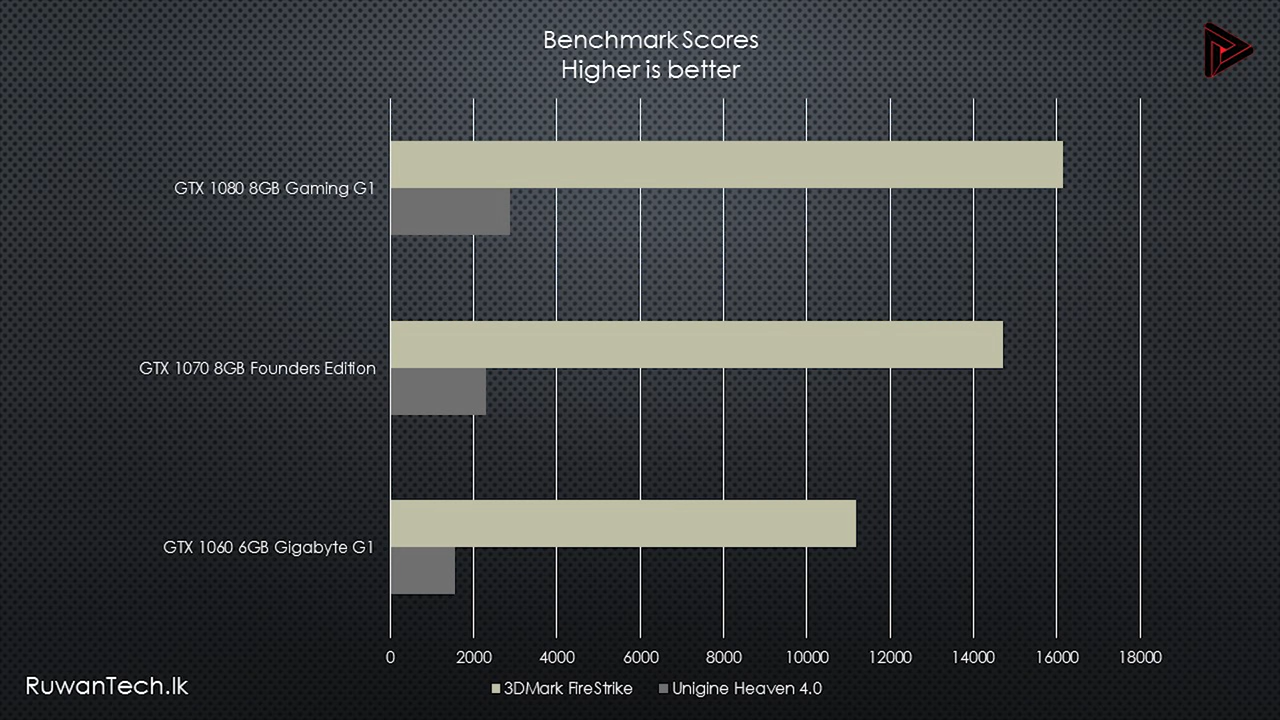 Benchmark Scores
Higher is better
GTX 1080 8GB Gaming G1
GTX 1070 8GB Founders Edition
GTX 1060 6GB Gigabyte G1
0 2000 4000 6000 8000 10000 12000 14000 16000 18000
3DMark FireStrike Unigine Heaven 4.0
RuwanTech.lk